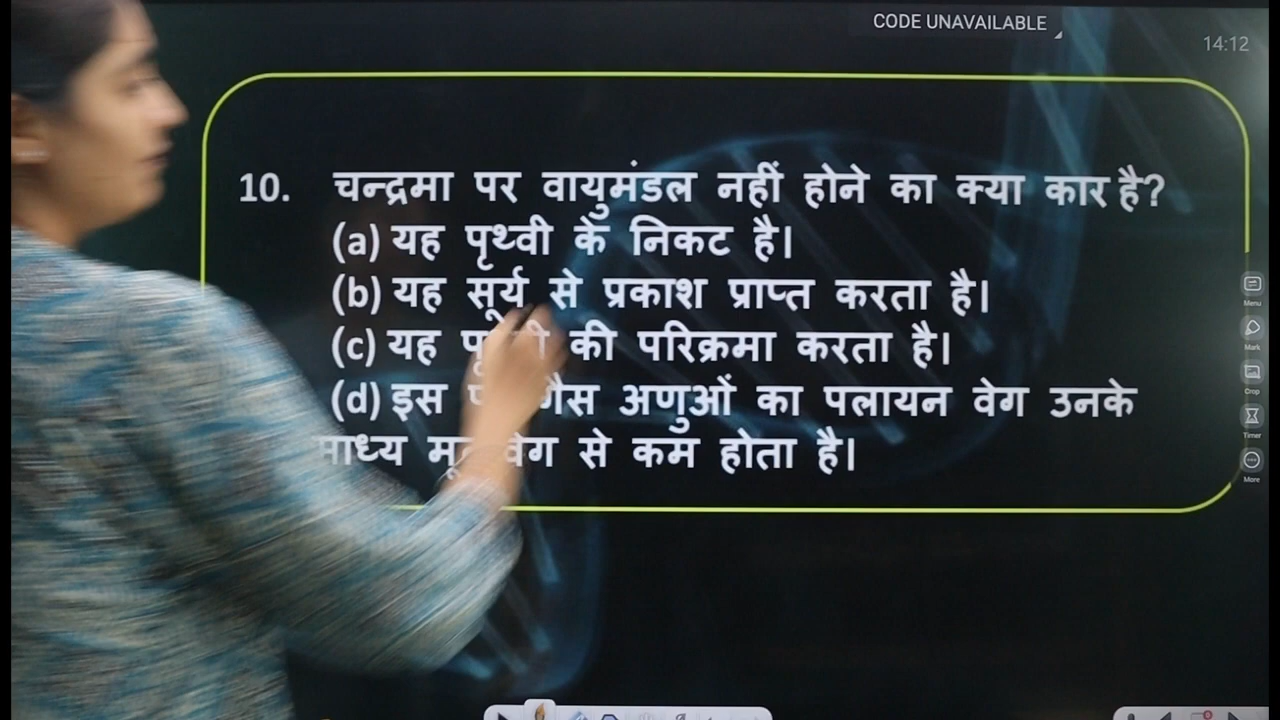 CODE UNAVAILABLE
14:12
10. चन्द्रमा पर वायुमंडल नहीं होने का क्या कार है?
(a) यह पृथ्वी के निकट है।
(b) यह सूर्य से प्रकाश प्राप्त करता है।
(c) यह की परिक्रमा करता है।
(d) इस गैस अणुओं का पलायन वेग उनके
माध्य वेग से कम होता है।
Menu
Mark
Crop
Timer
More